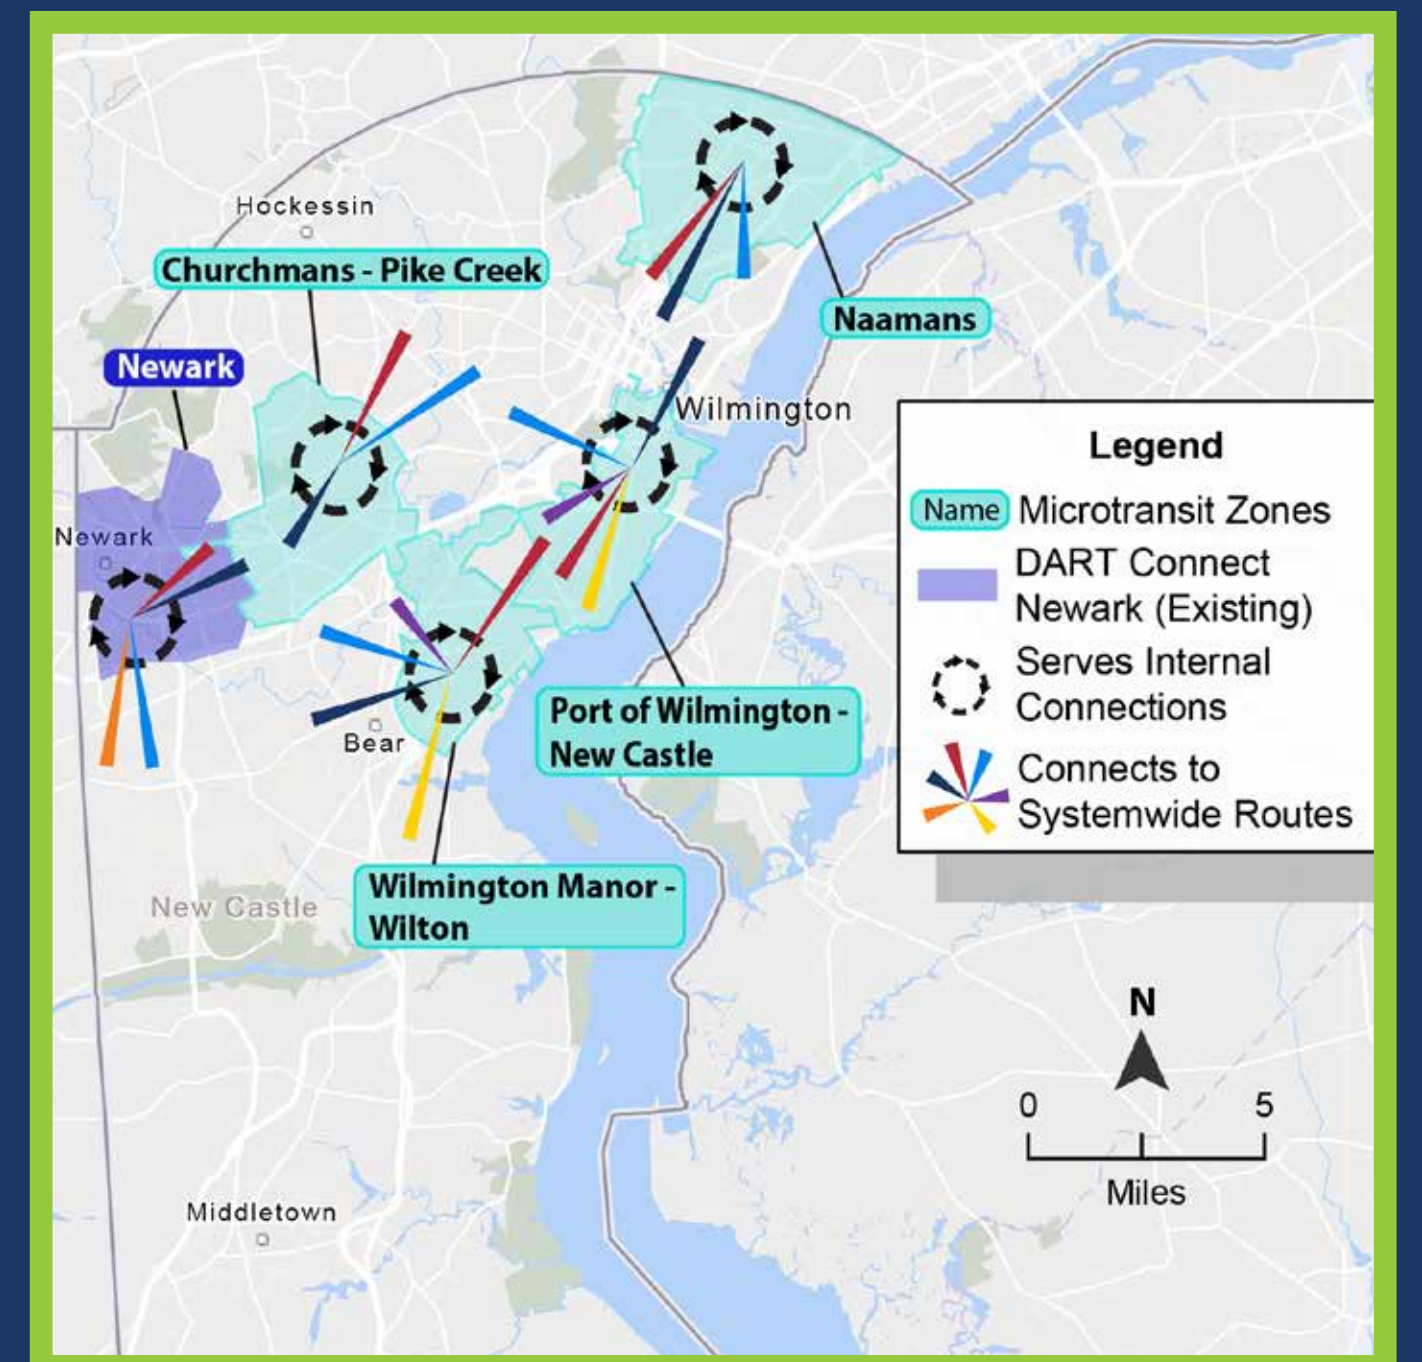 Hockessin
Churchmans - Pike Creek
Naamans
Newark
Wilmington
Newark
Legend
Name Microtransit Zones
DART Connect
Newark (Existing)
Serves Internal
Connections
Connects to
Systemwide Routes
Port of Wilmington -
New Castle
Bear
Wilmington Manor -
Wilton
New Castle
N
0 5
Miles
Middletown